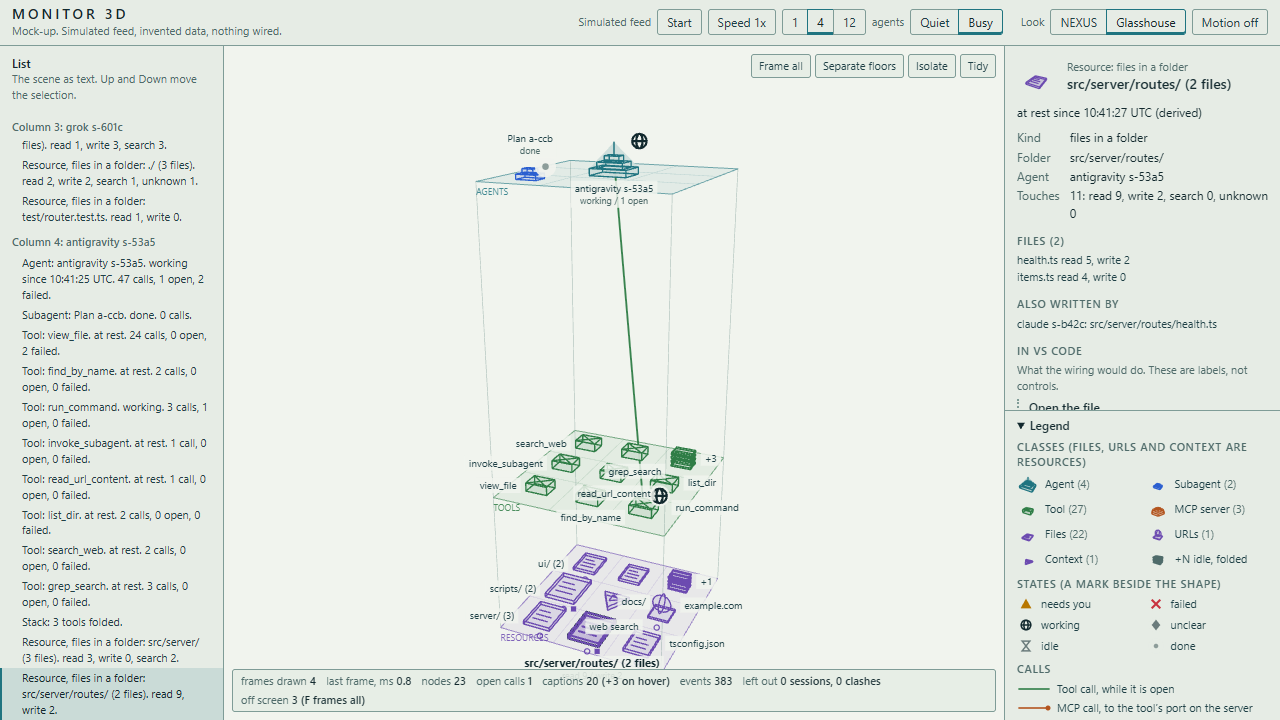 MONITOR 3D
Mock-up. Simulated feed, invented data, nothing wired.
Simulated feed
Start
Speed 1x
1
4
12
agents
Quiet
Busy
Look
NEXUS
Glasshouse
Motion off
List
The scene as text. Up and Down move
the selection.
Column 3: grok s-601c
files). read 1, write 3, search 3.
Resource, files in a folder: ./ (3 files).
read 2, write 2, search 1, unknown 1.
Resource, files in a folder:
test/router.test.ts. read 1, write 0.
Column 4: antigravity s-53a5
Agent: antigravity s-53a5. working
since 10:41:25 UTC. 47 calls, 1 open, 2
failed.
Subagent: Plan a-ccb. done. 0 calls.
Tool: view_file. at rest. 24 calls, 0 open,
2 failed.
Tool: find_by_name. at rest. 2 calls, 0
open, 0 failed.
Tool: run_command. working. 3 calls, 1
open, 0 failed.
Tool: invoke_subagent. at rest. 1 call, 0
open, 0 failed.
Tool: read_url_content. at rest. 1 call, 0
open, 0 failed.
Tool: list_dir. at rest. 2 calls, 0 open, 0
failed.
Tool: search_web. at rest. 2 calls, 0
open, 0 failed.
Tool: grep_search. at rest. 3 calls, 0
open, 0 failed.
Stack: 3 tools folded.
Resource, files in a folder: src/server/
(3 files). read 3, write 0, search 2.
Resource, files in a folder:
src/server/routes/ (2 files). read 9,
write 2.
Frame all
Separate floors
Isolate
Tidy
Plan a-ccb
done
AGENTS
antigravity s-53a5
working / 1 open
search_web
+3
invoke_subagent
grep_search
list_dir
view_file
read_url_content
TOOLS
run_command
find_by_name
ui/ (2)
+1
scripts/ (2)
docs/
example.com
server/ (3)
web search
RESOURCES
tsconfig.json
src/server/routes/ (2 files)
frames drawn 4 last frame, ms 0.8 nodes 23 open calls 1 captions 20 (+3 on hover) events 383 left out 0 sessions, 0 clashes
off screen 3 (F frames all)
Resource: files in a folder
src/server/routes/ (2 files)
at rest since 10:41:27 UTC (derived)
Kind files in a folder
Folder src/server/routes/
Agent antigravity s-53a5
Touches 11: read 9, write 2, search 0, unknown
0
FILES (2)
health.ts read 5, write 2
items.ts read 4, write 0
ALSO WRITTEN BY
claude s-b42c: src/server/routes/health.ts
IN VS CODE
What the wiring would do. These are labels, not
controls.
Open the file
Legend
CLASSES (FILES, URLS AND CONTEXT ARE
RESOURCES)
Agent (4)
Subagent (2)
Tool (27)
MCP server (3)
Files (22)
URLs (1)
Context (1)
+N idle, folded
STATES (A MARK BESIDE THE SHAPE)
needs you
failed
working
unclear
idle
done
CALLS
Tool call, while it is open
MCP call, to the tool's port on the server